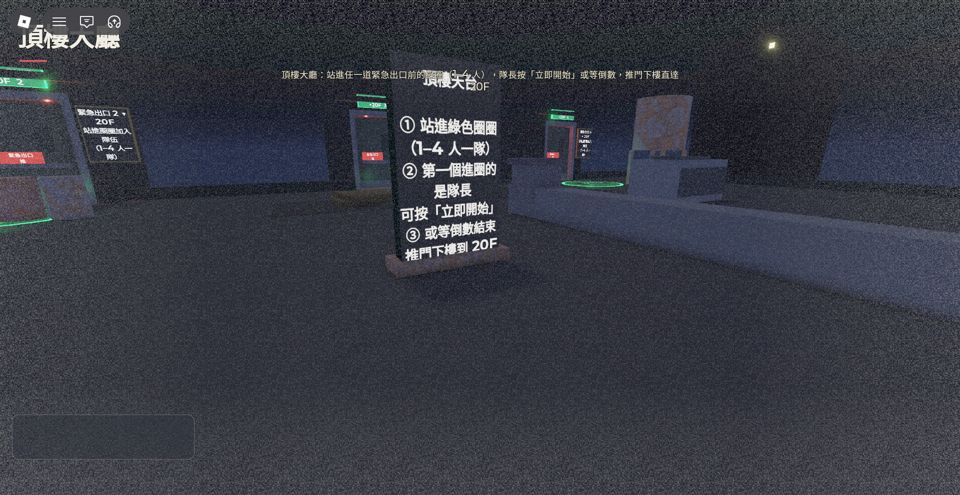 頂樓大廳
頂樓大廳：站進任一道緊急出口前的 人），隊長按「立即開始」或等倒數，推門下樓直達
20F
頂樓天台
① 站進綠色圈圈
（1–4 人一隊）
② 第一個進圈的
是隊長
可按「立即開始」
③ 或等倒數結束
推門下樓到 20F
緊急出口 2
20F
站進圈圈加入
隊伍
（1–4 人一
隊）
緊急出口